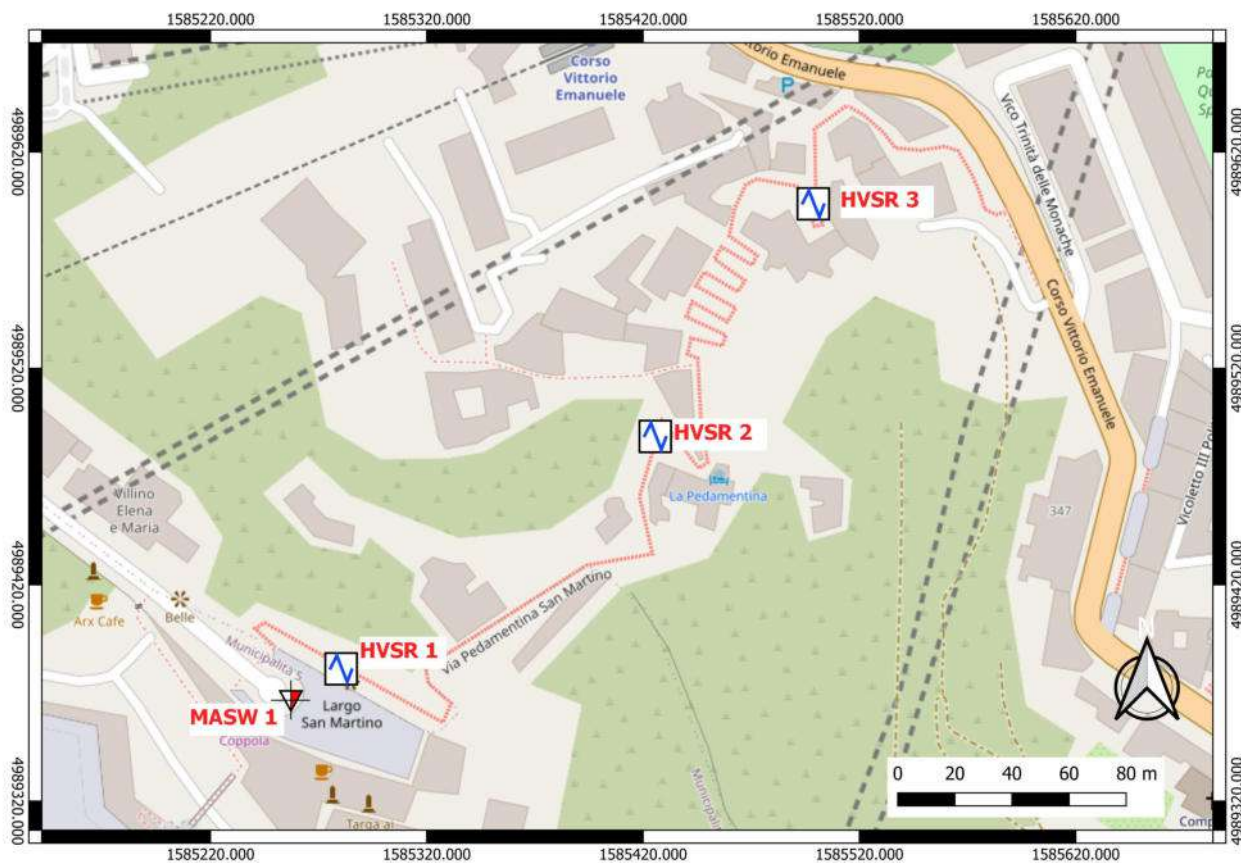 1585220.000
1585320.000
1585420.000
1585520.000
1585620.000
4989620.000
4989520.000
4989420.000
4989320.000
Corso
Vittorio
Emanuele
Vittorio Emanuele
P
Vico Trinità delle Monache
4989620.000
HVSR 3
Corso Vittorio Emanuele
4989520.000
HVSR 2
La Pedamentina
Villino
Elena
e Maria
347
Vicoletto III
4989420.000
Arx Cafe
Belle
Via Pedamentina San Martino
Municipalità 5
HVSR 1
MASW 1
Largo
San Martino
Coppola
N
0 20 40 60 80 m
4989320.000
Targa ai
1585220.000
1585320.000
1585420.000
1585520.000
1585620.000